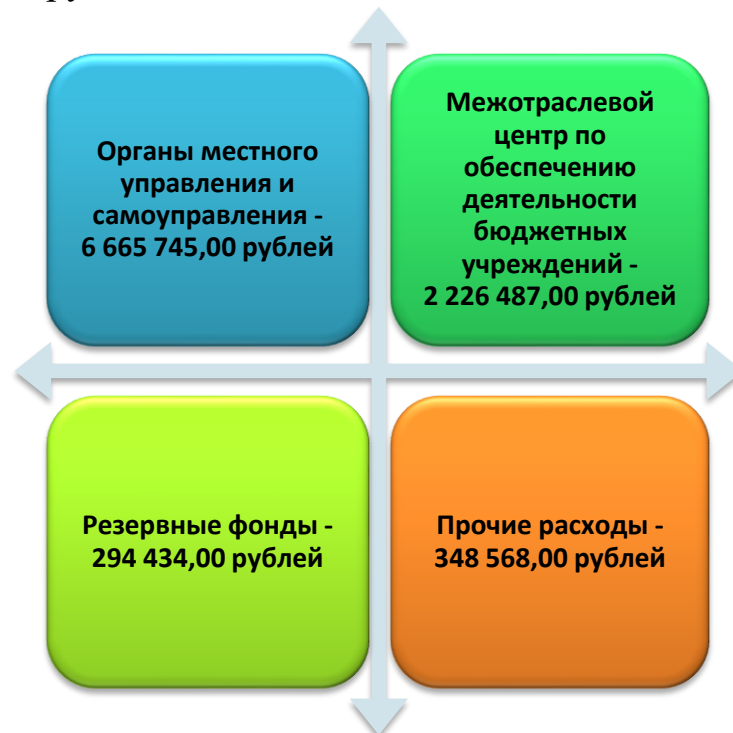 Органы местного
управления и
самоуправления -
6 665 745,00 рублей
Межотраслевой
центр по
обеспечению
деятельности
бюджетных
учреждений -
2 226 487,00 рублей
Резервные фонды -
294 434,00 рублей
Прочие расходы -
348 568,00 рублей